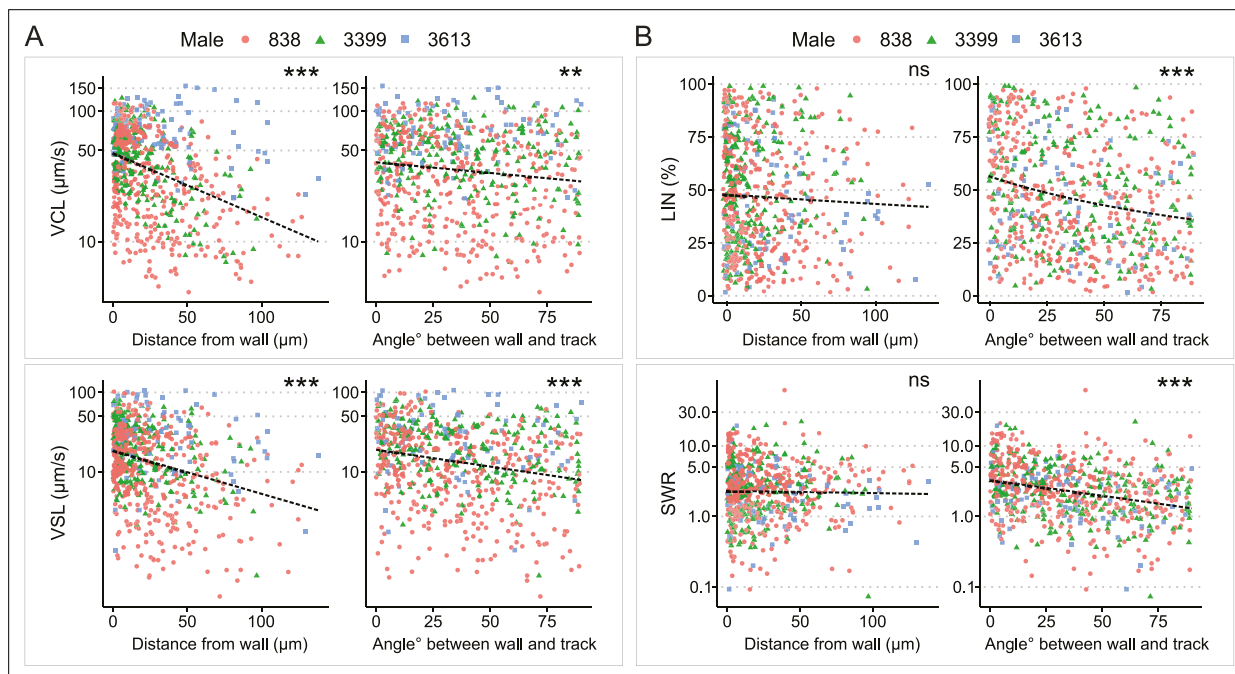 A
Male 838 3399 3613
VCL (µm/s)
150
100
50
10
***
0 50 100
Distance from wall (µm)
150
100
50
10
**
0 25 50 75
Angle° between wall and track
VSL (µm/s)
100
50
10
***
0 50 100
Distance from wall (µm)
100
50
10
***
0 25 50 75
Angle° between wall and track
B
Male 838 3399 3613
LIN (%)
100
75
50
25
0
ns
0 50 100
Distance from wall (µm)
100
75
50
25
0
***
0 25 50 75
Angle° between wall and track
SWR
30.0
10.0
5.0
1.0
0.1
ns
0 50 100
Distance from wall (µm)
30.0
10.0
5.0
1.0
0.1
***
0 25 50 75
Angle° between wall and track